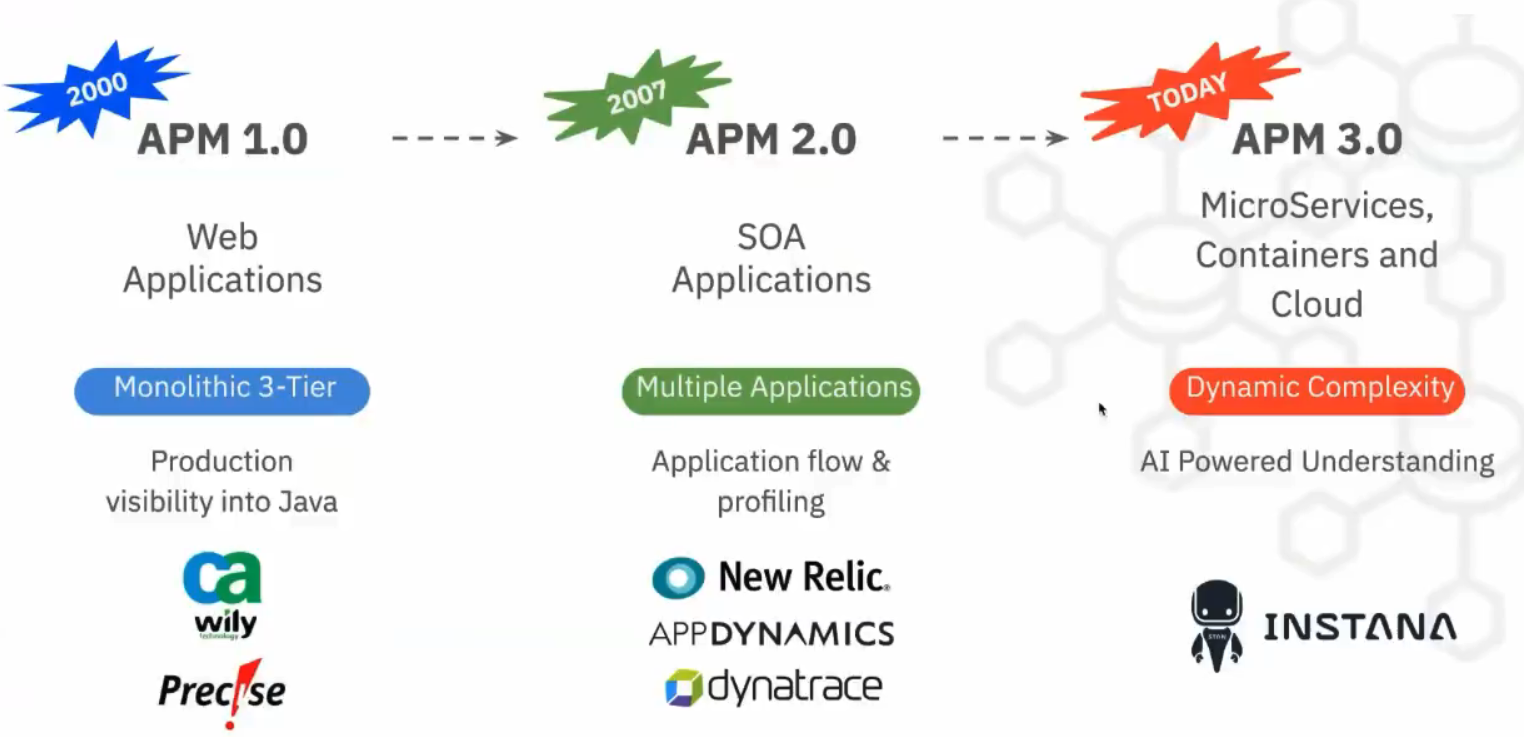 2000
APM 1.0
2007
APM 2.0
TODAY
APM 3.0
Web
Applications
SOA
Applications
MicroServices,
Containers and
Cloud
Monolithic 3-Tier
Multiple Applications
Dynamic Complexity
Production
visibility into Java
Application flow &
profiling
AI Powered Understanding
ca
wily
technology
Precise
New Relic.
APPDYNAMICS
dynatrace
STAN
INSTANA